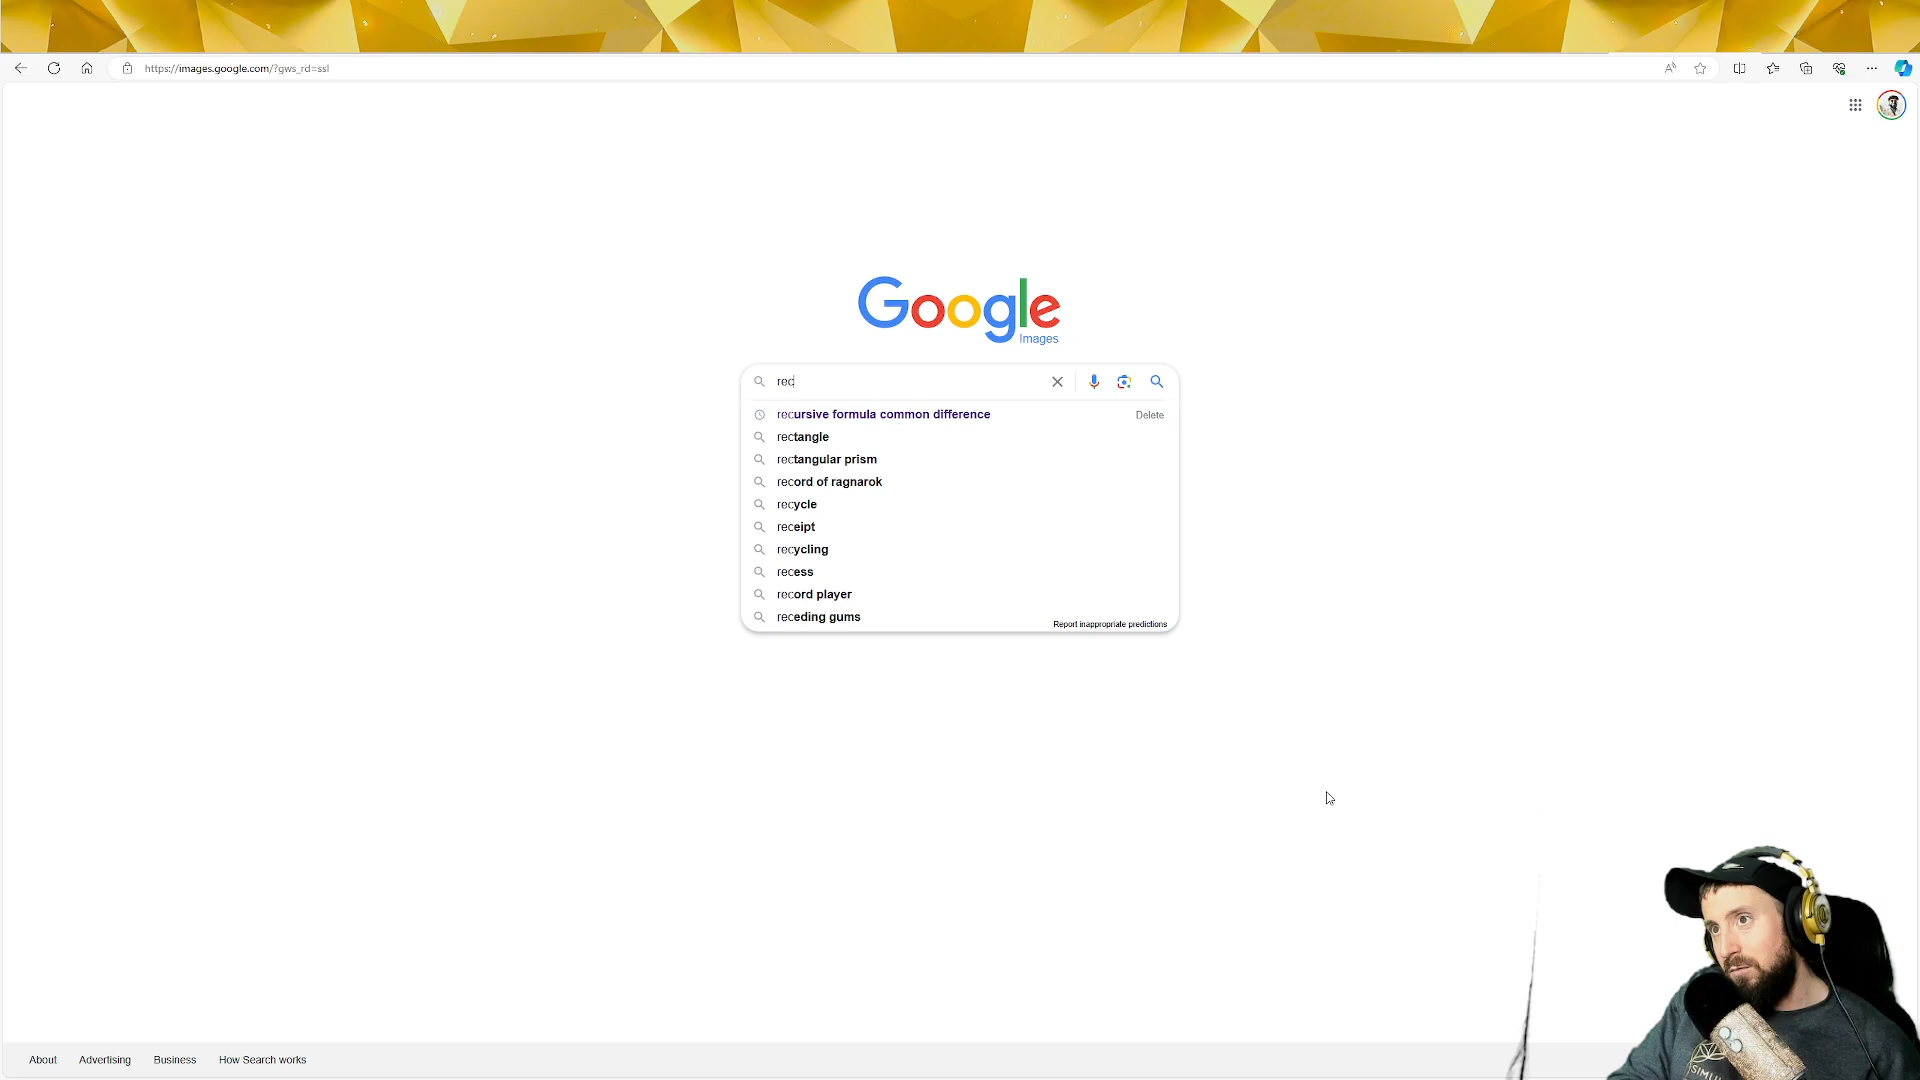 https://images.google.com/?gws_rd=ssl
Google
Images
rec
recursive formula common difference
Delete
rectangle
rectangular prism
record of ragnarok
recycle
receipt
recycling
recess
record player
receding gums
Report inappropriate predictions
About Advertising Business How Search works